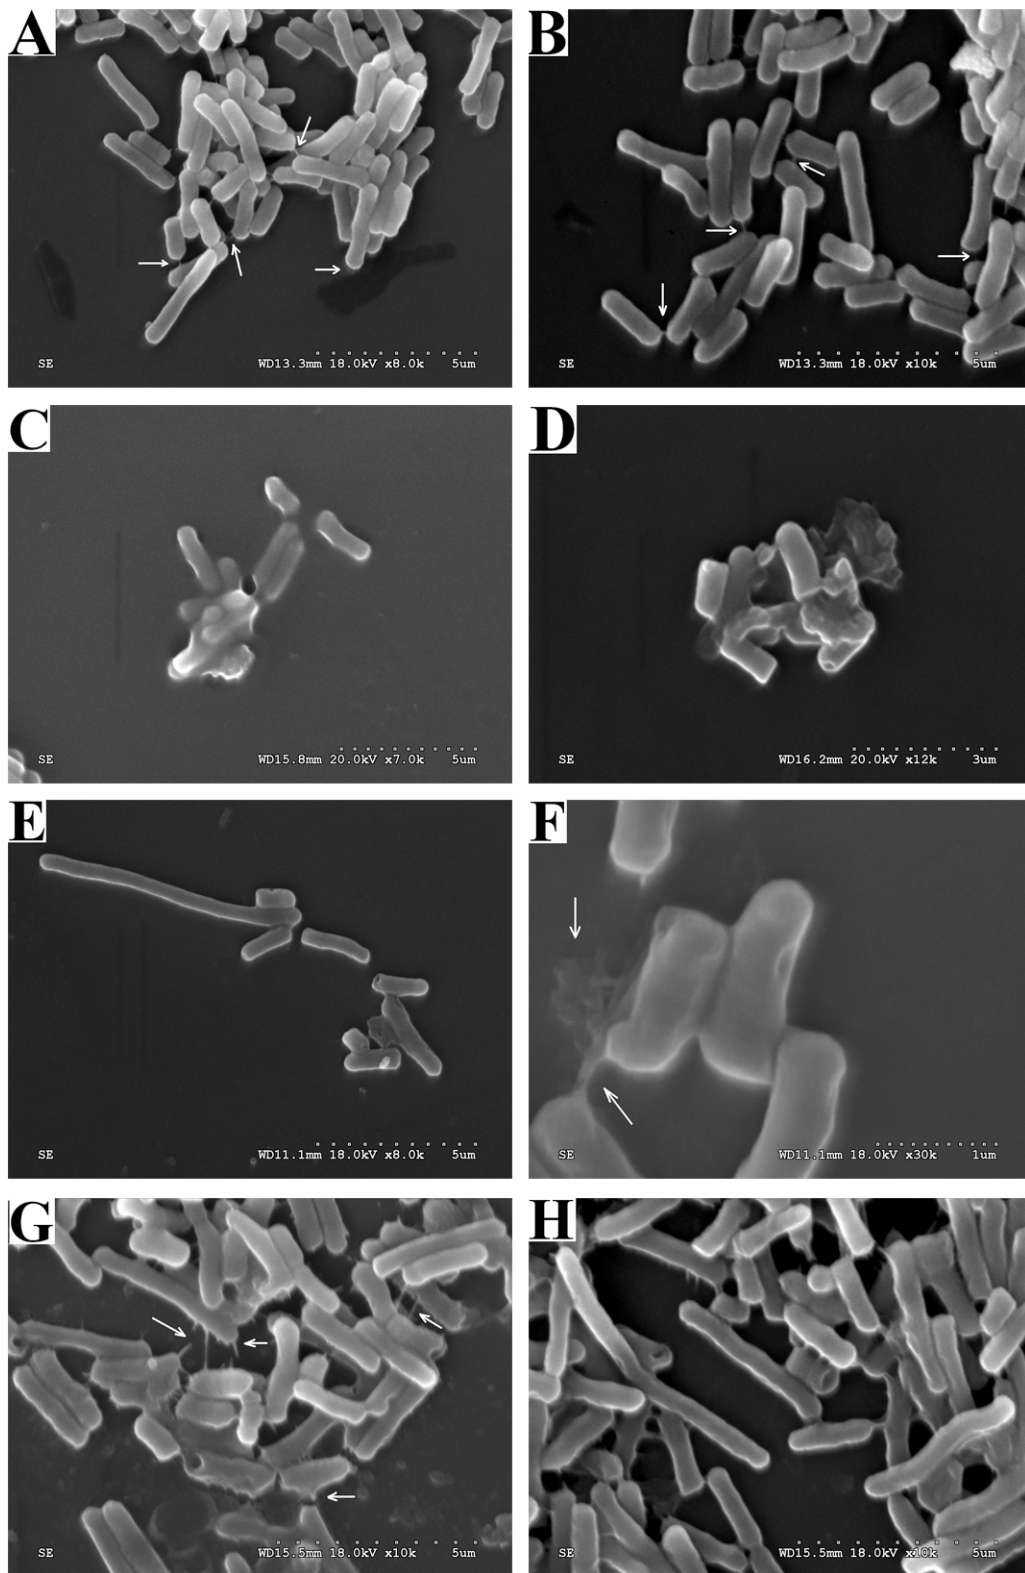 A
B
SE WD13.3mm 18.0kV x8.0k 5um
SE WD13.3mm 18.0kV x10k 5um
C
D
SE WD15.8mm 20.0kV x7.0k 5um
SE WD16.2mm 20.0kV x12k 3um
E
F
SE WD11.1mm 18.0kV x8.0k 5um
SE WD11.1mm 18.0kV x30k 1um
G
H
SE WD15.5mm 18.0kV x10k 5um
SE WD15.5mm 18.0kV x10k 5um